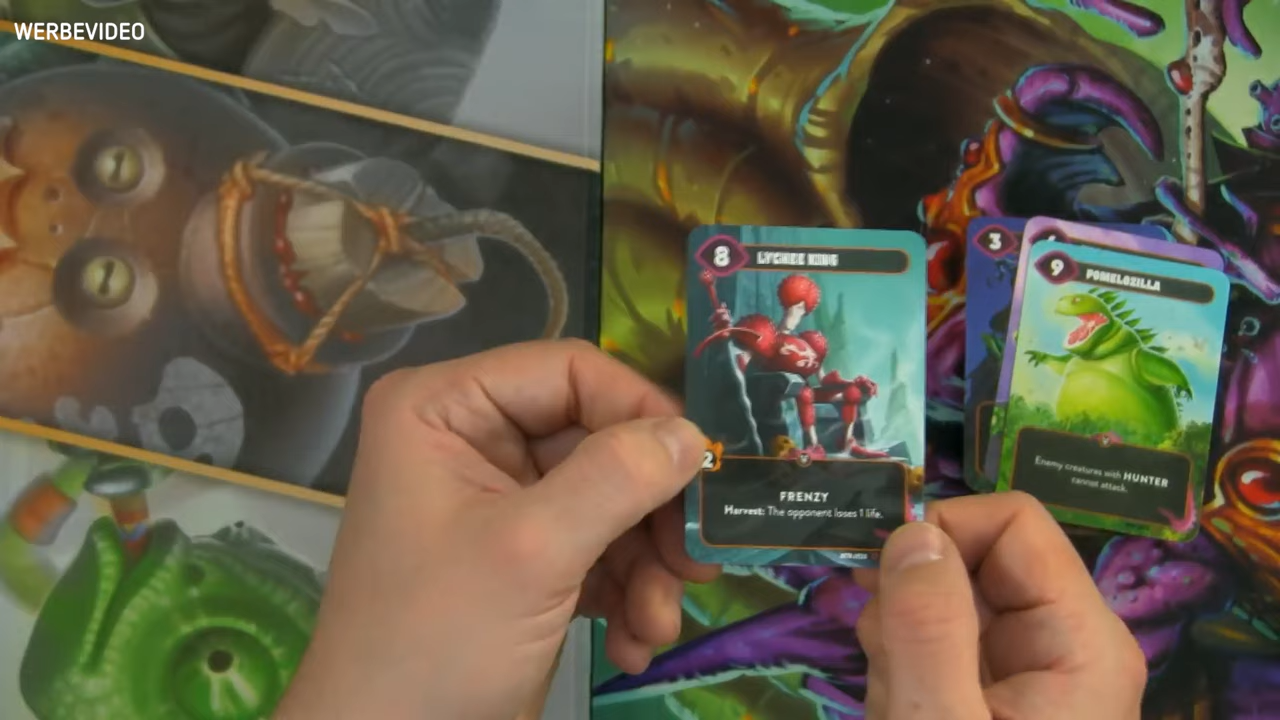 WERBEVIDEO
8 LYCHEE KING
2
FRENZY
Harvest: The opponent loses 1 life.
3
9 POMELOZILLA
Enemy creatures with HUNTER
cannot attack.